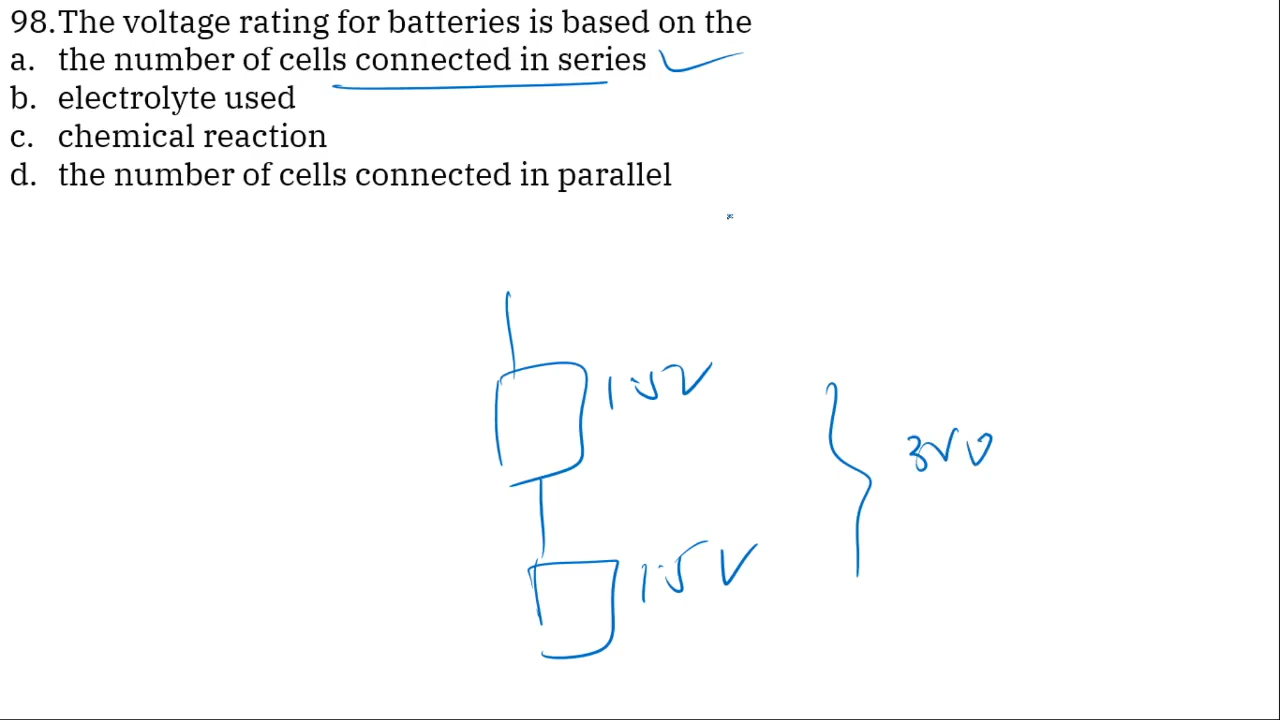 98.The voltage rating for batteries is based on the
a. the number of cells connected in series
b. electrolyte used
c. chemical reaction
d. the number of cells connected in parallel
1.5V
1.5V